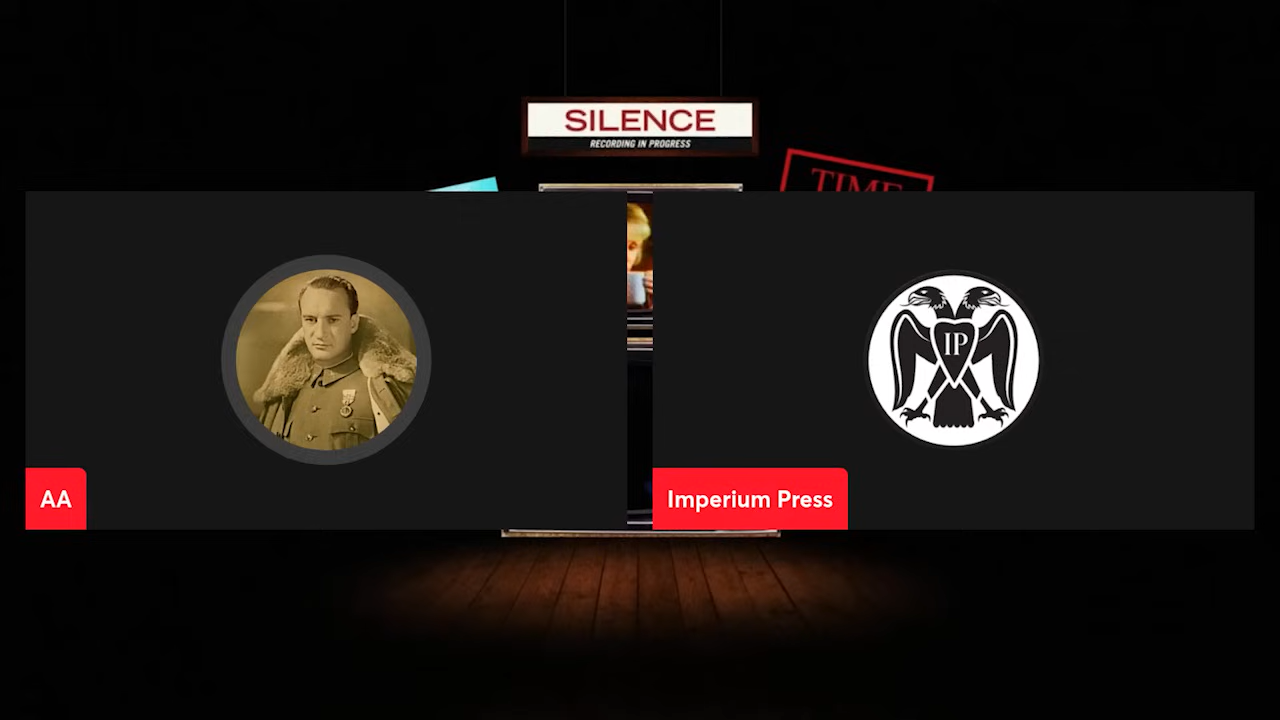 SILENCE
RECORDING IN PROGRESS
TIME
IP
AA
Imperium Press